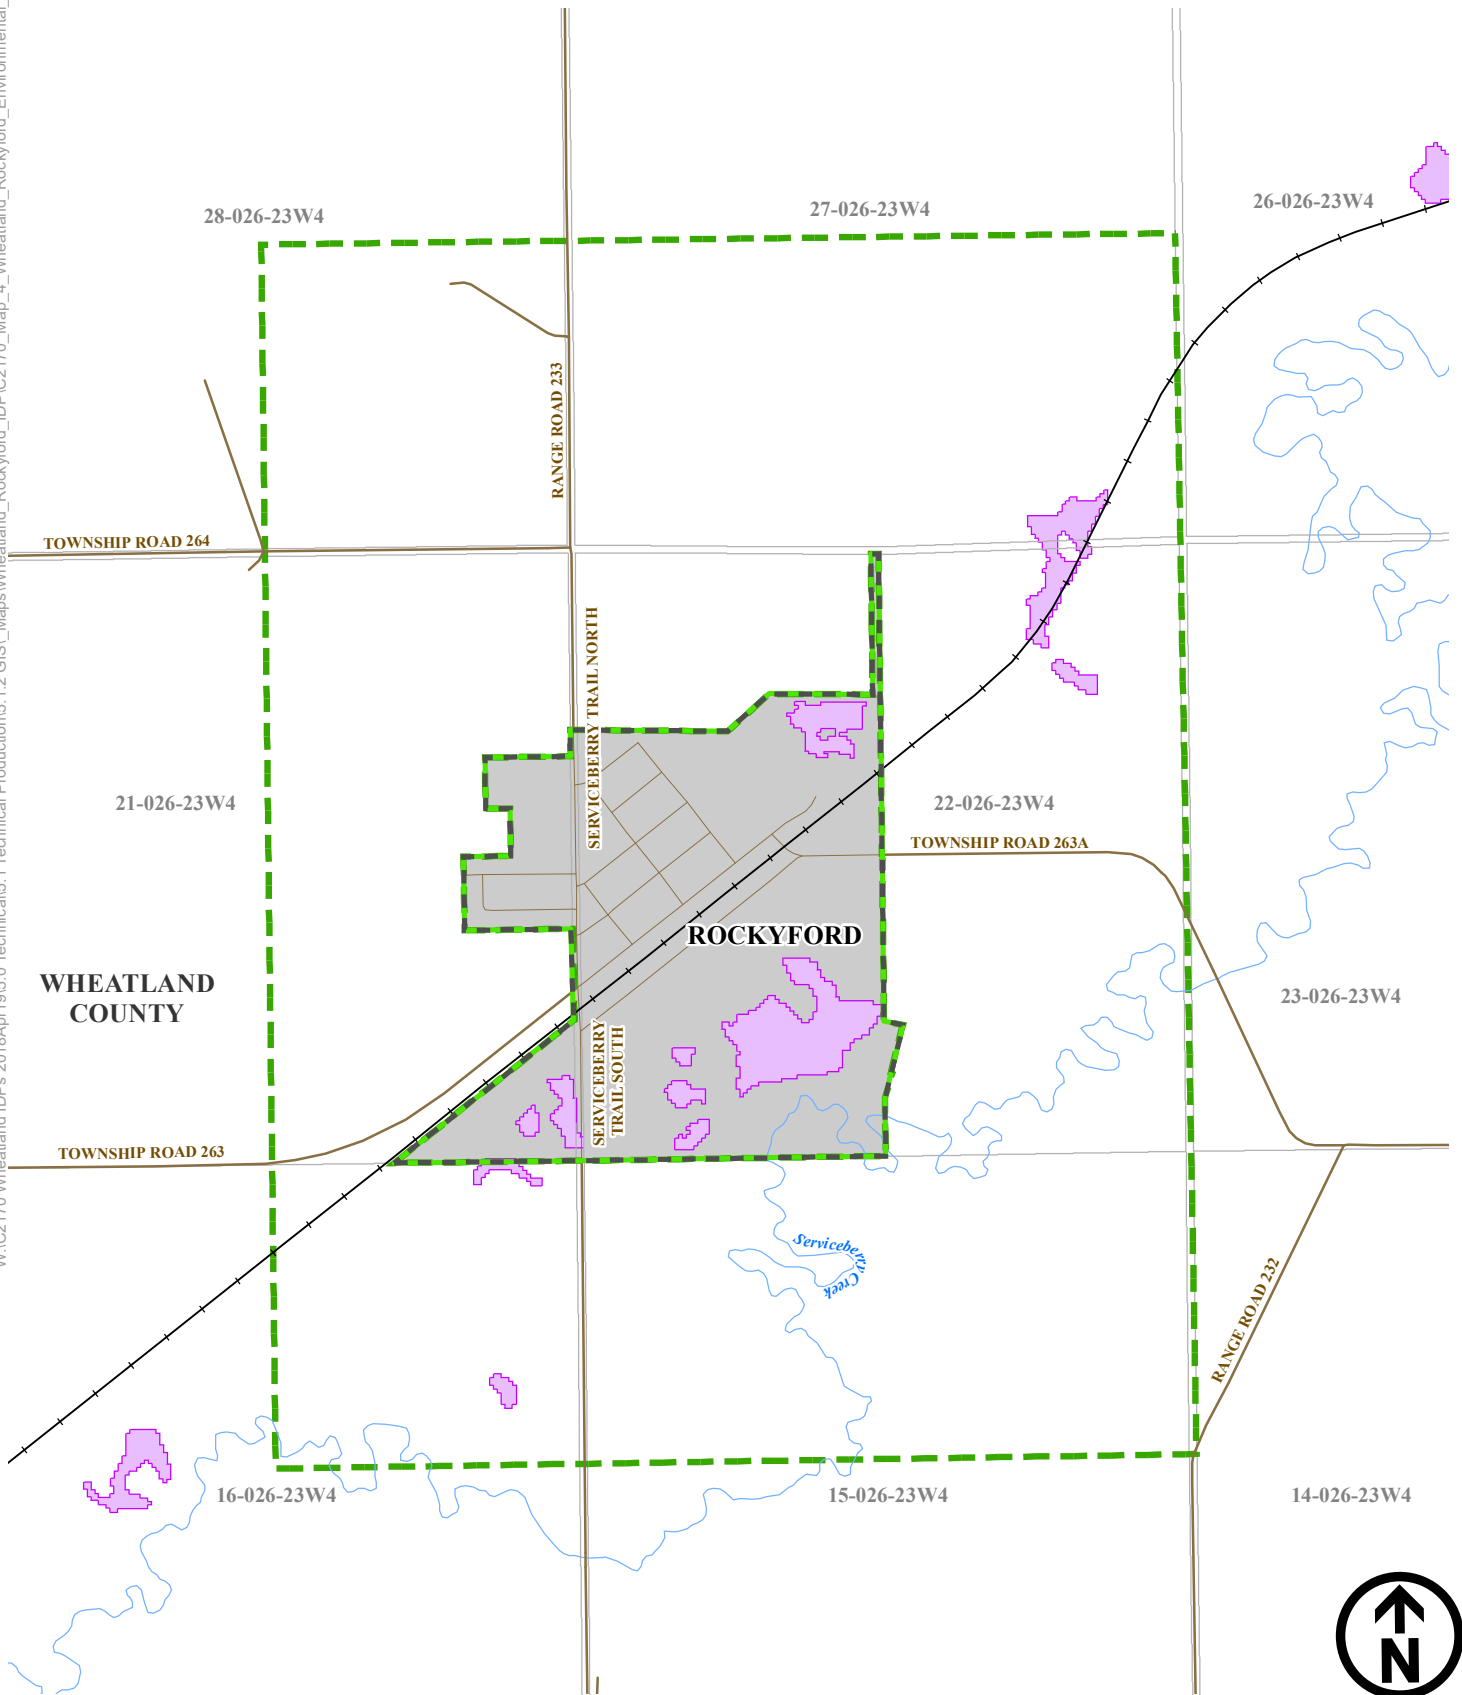 28-026-23W4
27-026-23W4
26-026-23W4
RANGE ROAD 233
TOWNSHIP ROAD 264
SERVICEBERRY TRAIL NORTH
21-026-23W4
22-026-23W4
TOWNSHIP ROAD 263A
ROCKYFORD
WHEATLAND
COUNTY
23-026-23W4
SERVICEBERRY
TRAIL SOUTH
TOWNSHIP ROAD 263
Serviceberry Creek
RANGE ROAD 232
16-026-23W4
15-026-23W4
14-026-23W4
N